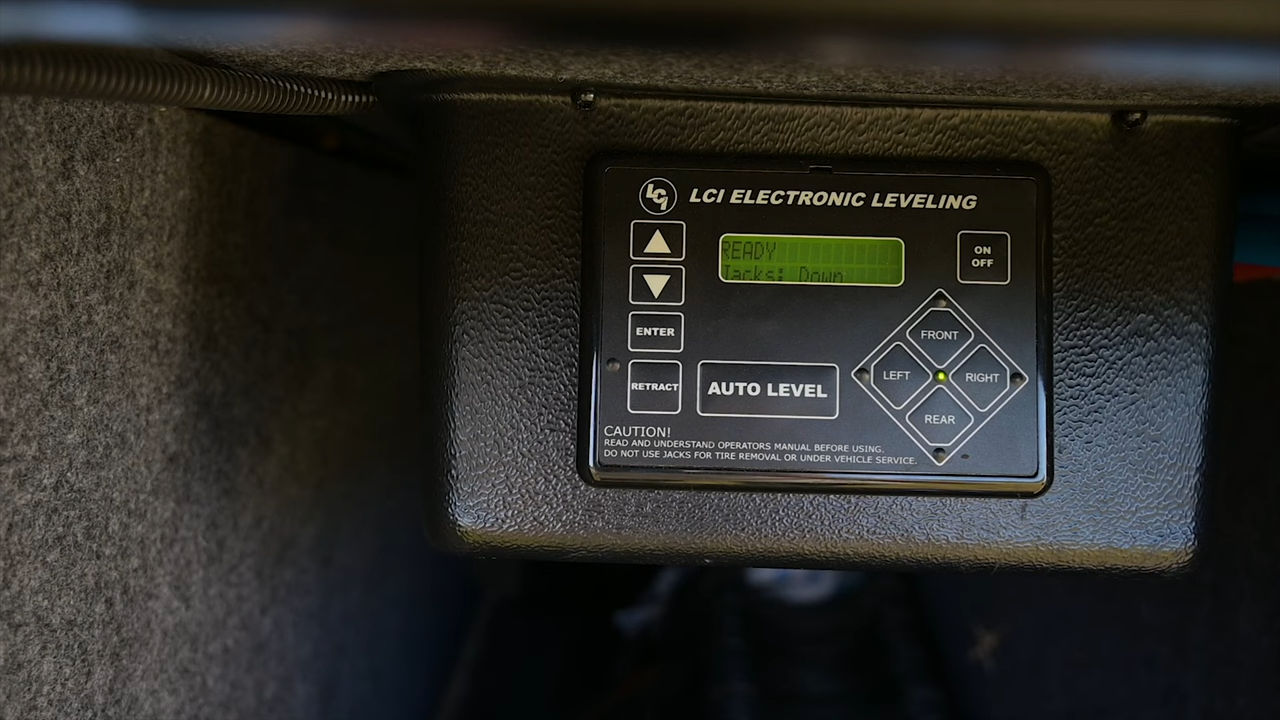 LCI LCI ELECTRONIC LEVELING
READY
Jacks: Down
ON
OFF
ENTER
RETRACT
AUTO LEVEL
FRONT
LEFT
RIGHT
REAR
CAUTION!
READ AND UNDERSTAND OPERATORS MANUAL BEFORE USING.
DO NOT USE JACKS FOR TIRE REMOVAL OR UNDER VEHICLE SERVICE.